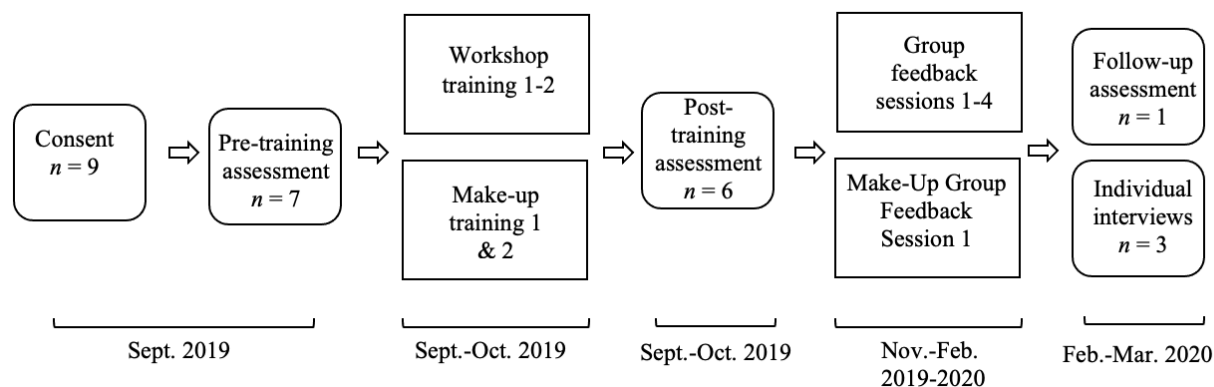 Consent
n = 9
Pre-training
assessment
n = 7
Workshop
training 1-2
Make-up
training 1
& 2
Post-
training
assessment
n = 6
Group
feedback
sessions 1-4
Make-Up Group
Feedback
Session 1
Follow-up
assessment
n = 1
Individual
interviews
n = 3
Sept. 2019
Sept.-Oct. 2019
Sept.-Oct. 2019
Nov.-Feb.
2019-2020
Feb.-Mar. 2020